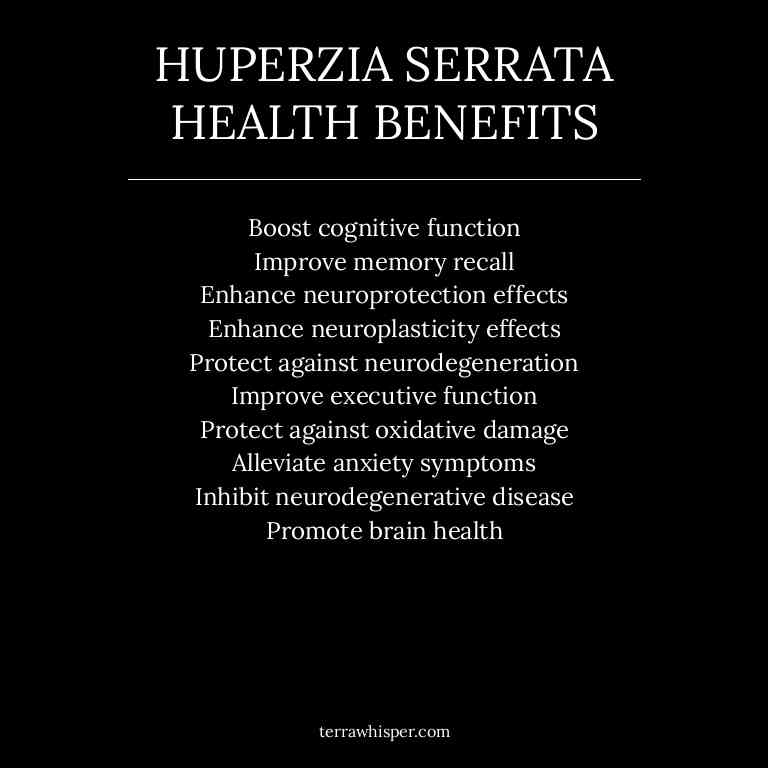 HUPERZIA SERRATA
HEALTH BENEFITS
Boost cognitive function
Improve memory recall
Enhance neuroprotection effects
Enhance neuroplasticity effects
Protect against neurodegeneration
Improve executive function
Protect against oxidative damage
Alleviate anxiety symptoms
Inhibit neurodegenerative disease
Promote brain health
terrawhisper.com